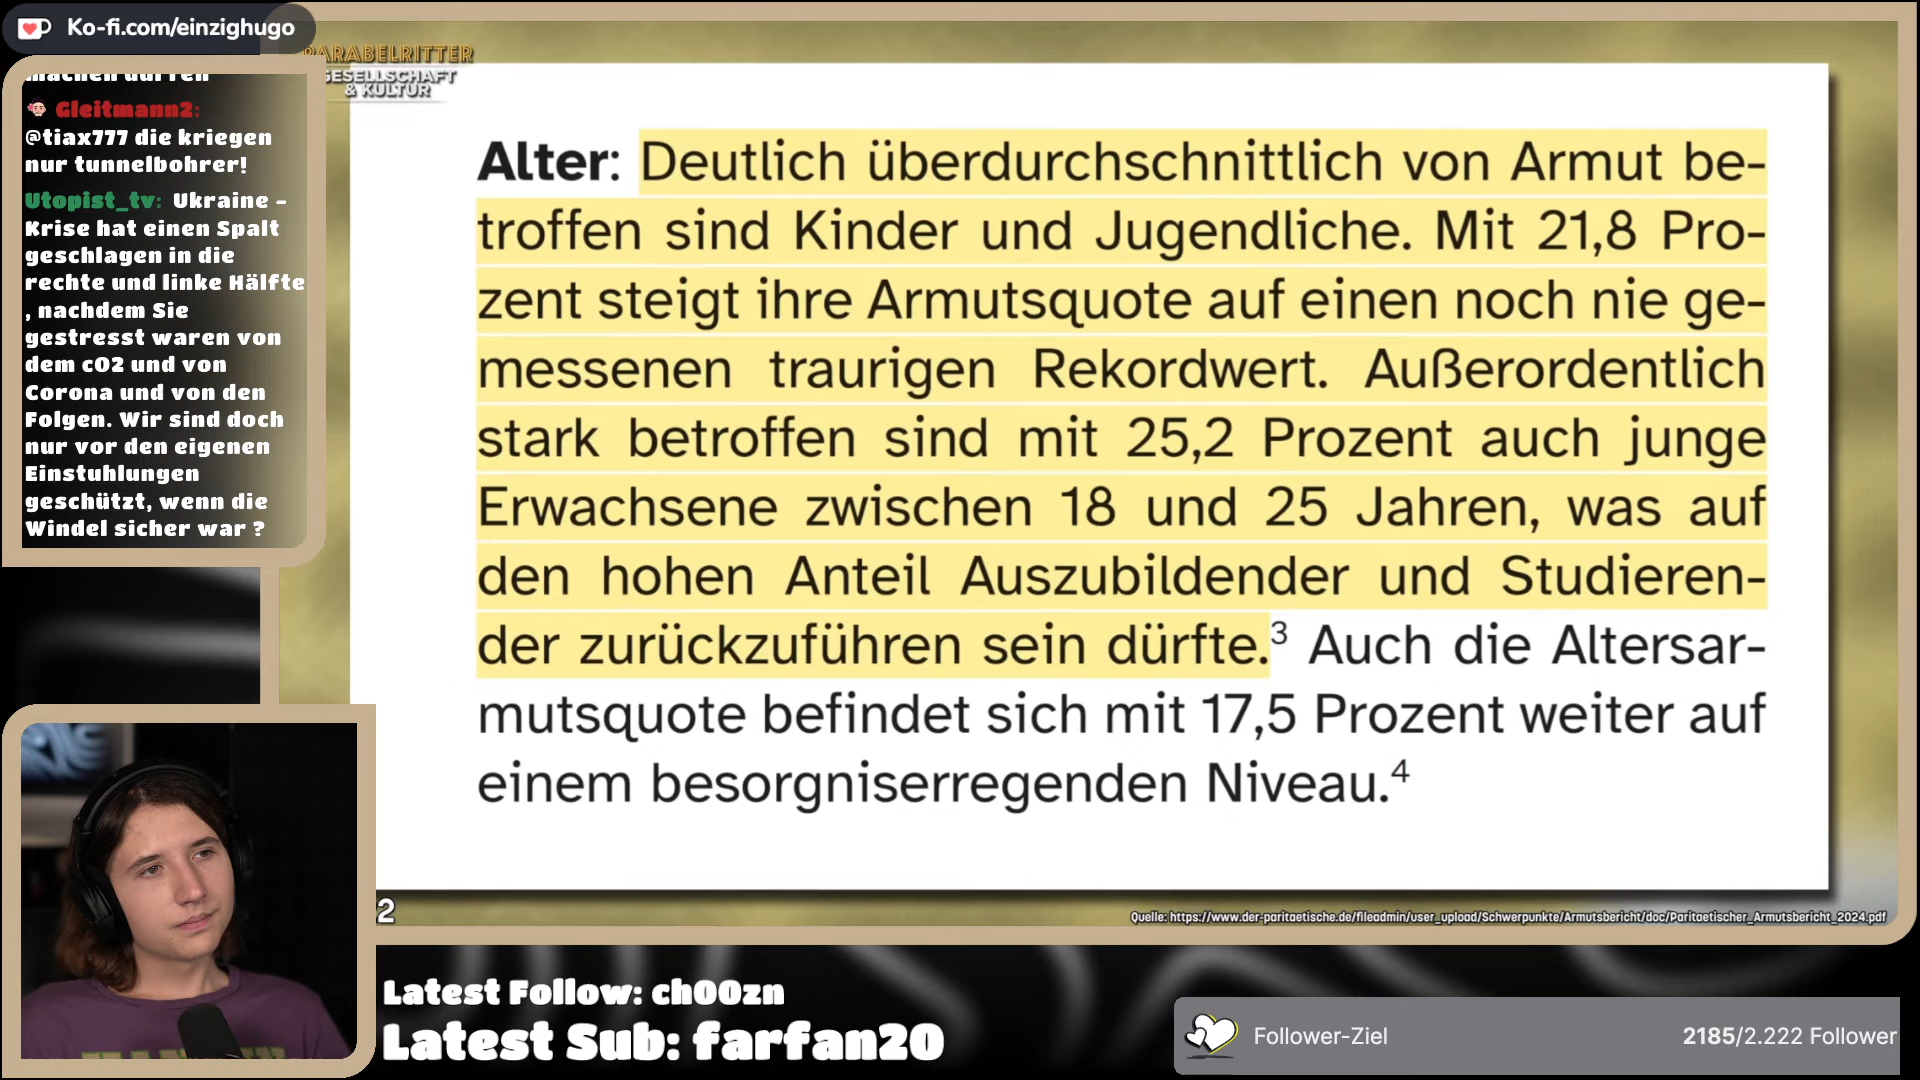 Ko-fi.com/einzighugo
PARABELRITTER
GESELLSCHAFT
& KULTUR
machen dürfen
Gleitmann2:
@tiax777 die kriegen
nur tunnelbohrer!
Utopist_tv: Ukraine -
Krise hat einen Spalt
geschlagen in die
rechte und linke Hälfte
, nachdem Sie
gestresst waren von
dem cO2 und von
Corona und von den
Folgen. Wir sind doch
nur vor den eigenen
Einstuhlungen
geschützt, wenn die
Windel sicher war ?
Alter: Deutlich überdurchschnittlich von Armut be-
troffen sind Kinder und Jugendliche. Mit 21,8 Pro-
zent steigt ihre Armutsquote auf einen noch nie ge-
messenen traurigen Rekordwert. Außerordentlich
stark betroffen sind mit 25,2 Prozent auch junge
Erwachsene zwischen 18 und 25 Jahren, was auf
den hohen Anteil Auszubildender und Studieren-
der zurückzuführen sein dürfte.³ Auch die Altersar-
mutsquote befindet sich mit 17,5 Prozent weiter auf
einem besorgniserregenden Niveau.⁴
2
Quelle: https://www.der-paritaetische.de/fileadmin/user_upload/Schwerpunkte/Armutsbericht/doc/Paritaetischer_Armutsbericht_2024.pdf
Latest Follow: ch00zn
Latest Sub: farfan20
Follower-Ziel
2185/2.222 Follower